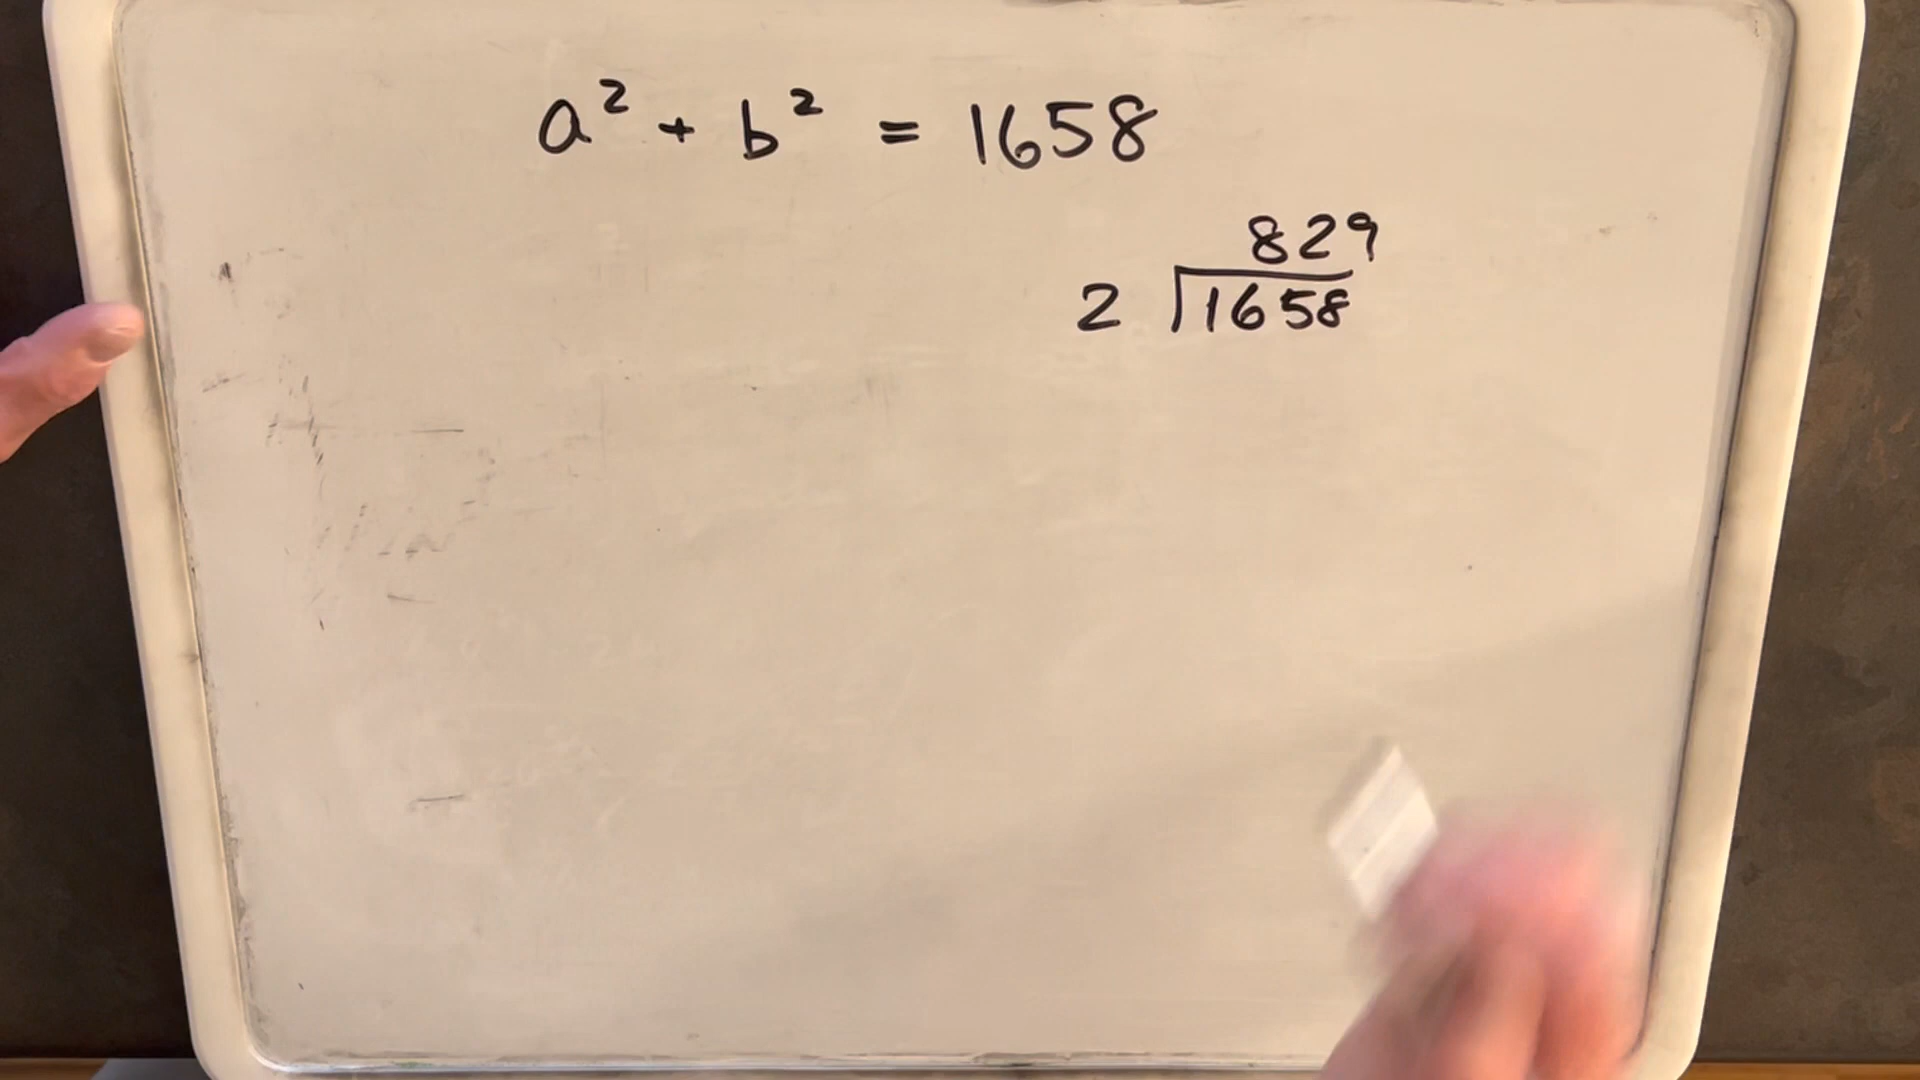 a² + b² = 1658
829
2 1658